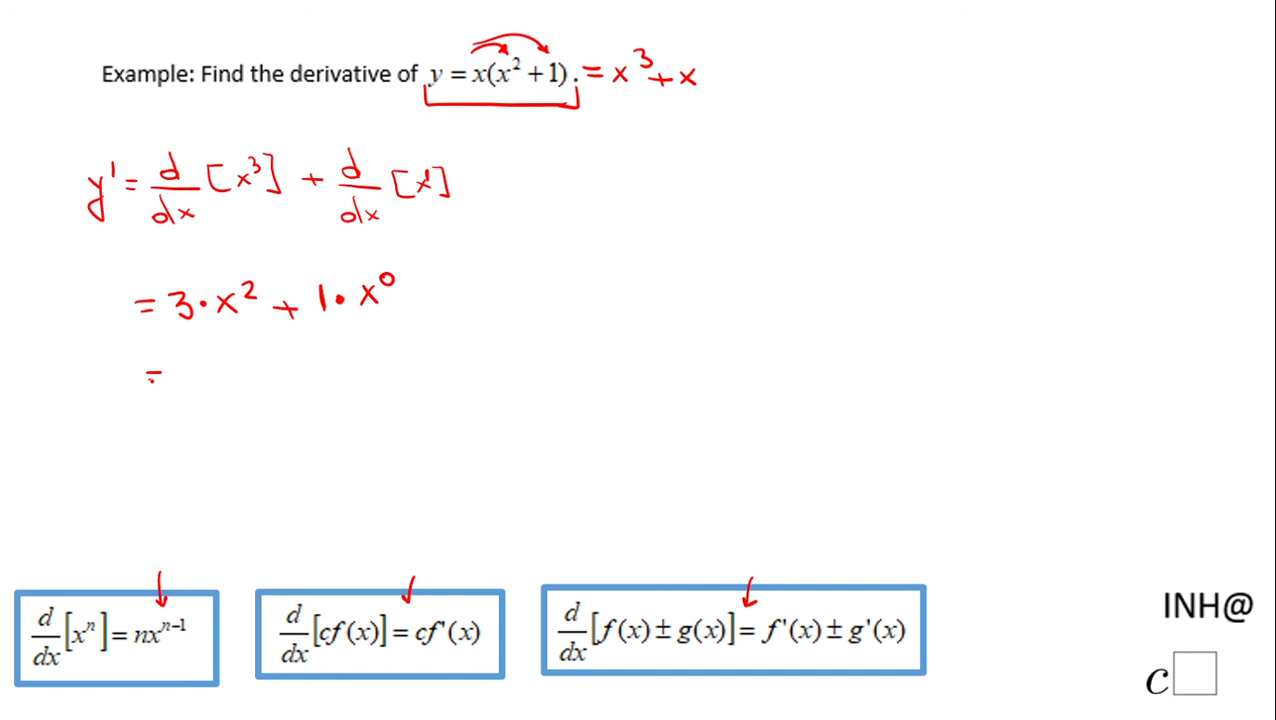 Example: Find the derivative of y = x(x² + 1). = x³ + x
y' = d/dx [x³] + d/dx [x¹]
= 3·x² + 1·x⁰
=
d/dx [xⁿ] = nxⁿ⁻¹
d/dx [cf(x)] = cf'(x)
d/dx [f(x) ± g(x)] = f'(x) ± g'(x)
INH@
c